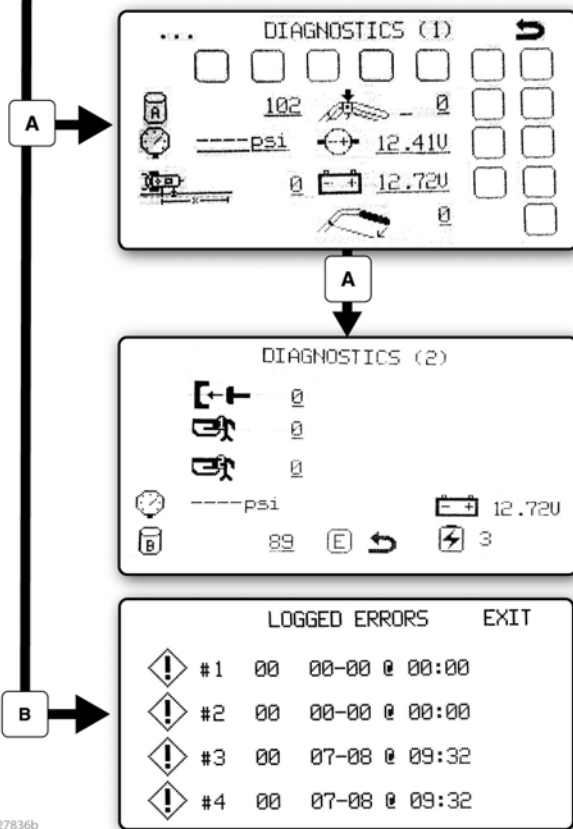 ... DIAGNOSTICS (1)
A 102 0
A ----psi 12.41V
0 12.72V
0
A
DIAGNOSTICS (2)
0
1 0
2 0
----psi 12.72V
B 89 E 3
LOGGED ERRORS EXIT
#1 00 00-00 @ 00:00
#2 00 00-00 @ 00:00
B #3 00 07-08 @ 09:32
#4 00 07-08 @ 09:32
27836b